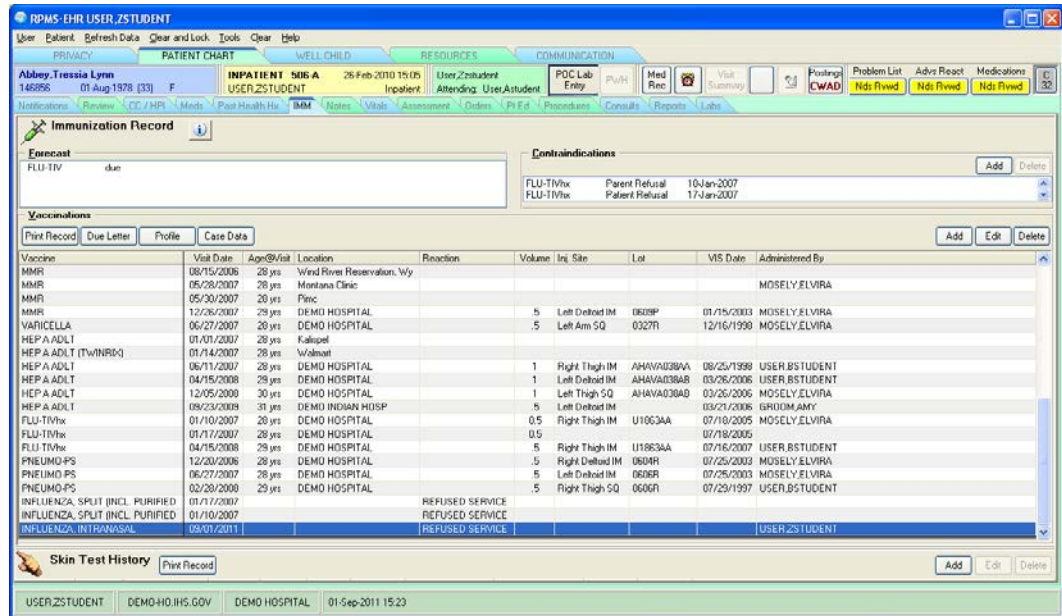 RPMS-EHR USER,ZSTUDENT
User Patient Refresh Data Clear and Lock Tools Clear Help
PRIVACY PATIENT CHART WELL CHILD RESOURCES COMMUNICATION
Abbey,Tressia Lynn INPATIENT 506-A 26-Feb-2010 15:05 User,Zzstudent POC Lab Entry PwH Med Rec Visit Summary Postings CWAD Problem List Advs React Medications C 32
146856 01-Aug-1978 (33) F USER,ZSTUDENT Inpatient Attending: User,Astudent Nds Rvwd Nds Rvwd Nds Rvwd
Notifications Review CC / HPI Meds Past Health Hx IMM Notes Vitals Assessment Orders Pt Ed Procedures Consults Reports Labs
Immunization Record i
Forecast Contraindications
Add Delete
FLU-TIV due
FLU-TIVhx Parent Refusal 10-Jan-2007
FLU-TIVhx Patient Refusal 17-Jan-2007
Vaccinations
Print Record Due Letter Profile Case Data Add Edit Delete
Vaccine Visit Date Age@Visit Location Reaction Volume Inj. Site Lot VIS Date Administered By
MMR 08/15/2006 28 yrs Wind River Reservation, Wy
MMR 05/28/2007 28 yrs Montana Clinic MOSELY,ELVIRA
MMR 05/30/2007 28 yrs Pimc
MMR 12/26/2007 29 yrs DEMO HOSPITAL .5 Left Deltoid IM 0609P 01/15/2003 MOSELY,ELVIRA
VARICELLA 06/27/2007 28 yrs DEMO HOSPITAL .5 Left Arm SQ 0327R 12/16/1998 MOSELY,ELVIRA
HEP A ADLT 01/01/2007 28 yrs Kalispel
HEP A ADLT (TWINRIX) 01/14/2007 28 yrs Walmart
HEP A ADLT 06/11/2007 28 yrs DEMO HOSPITAL 1 Right Thigh IM AHAVA038AA 08/25/1998 USER,BSTUDENT
HEP A ADLT 04/15/2008 29 yrs DEMO HOSPITAL 1 Left Deltoid IM AHAVA038AB 03/26/2006 MOSELY,ELVIRA
HEP A ADLT 12/05/2008 30 yrs DEMO HOSPITAL 1 Left Thigh SQ AHAVA038AB 03/26/2006 MOSELY,ELVIRA
HEP A ADLT 09/23/2009 31 yrs DEMO INDIAN HOSP .5 Left Deltoid IM 03/21/2006 GROOM,AMY
FLU-TIVhx 01/10/2007 28 yrs DEMO HOSPITAL 0.5 Right Thigh IM U1863AA 07/18/2005 MOSELY,ELVIRA
FLU-TIVhx 01/17/2007 28 yrs DEMO HOSPITAL 0.5 07/18/2005
FLU-TIVhx 04/15/2008 29 yrs DEMO HOSPITAL .5 Right Thigh IM U1863AA 07/16/2007 USER,BSTUDENT
PNEUMO-PS 12/20/2006 28 yrs DEMO HOSPITAL .5 Right Deltoid IM 0604R 07/25/2003 MOSELY,ELVIRA
PNEUMO-PS 06/27/2007 28 yrs DEMO HOSPITAL .5 Left Deltoid IM 0606R 07/25/2003 MOSELY,ELVIRA
PNEUMO-PS 02/28/2008 29 yrs DEMO HOSPITAL .5 Right Thigh SQ 0606R 07/29/1997 USER,BSTUDENT
INFLUENZA, SPLIT (INCL. PURIFIED 01/17/2007 REFUSED SERVICE
INFLUENZA, SPLIT (INCL. PURIFIED 01/10/2007 REFUSED SERVICE
INFLUENZA, INTRANASAL 09/01/2011 REFUSED SERVICE USER,ZSTUDENT
Skin Test History Print Record Add Edit Delete
USER,ZSTUDENT DEMO-HO.IHS.GOV DEMO HOSPITAL 01-Sep-2011 15:23